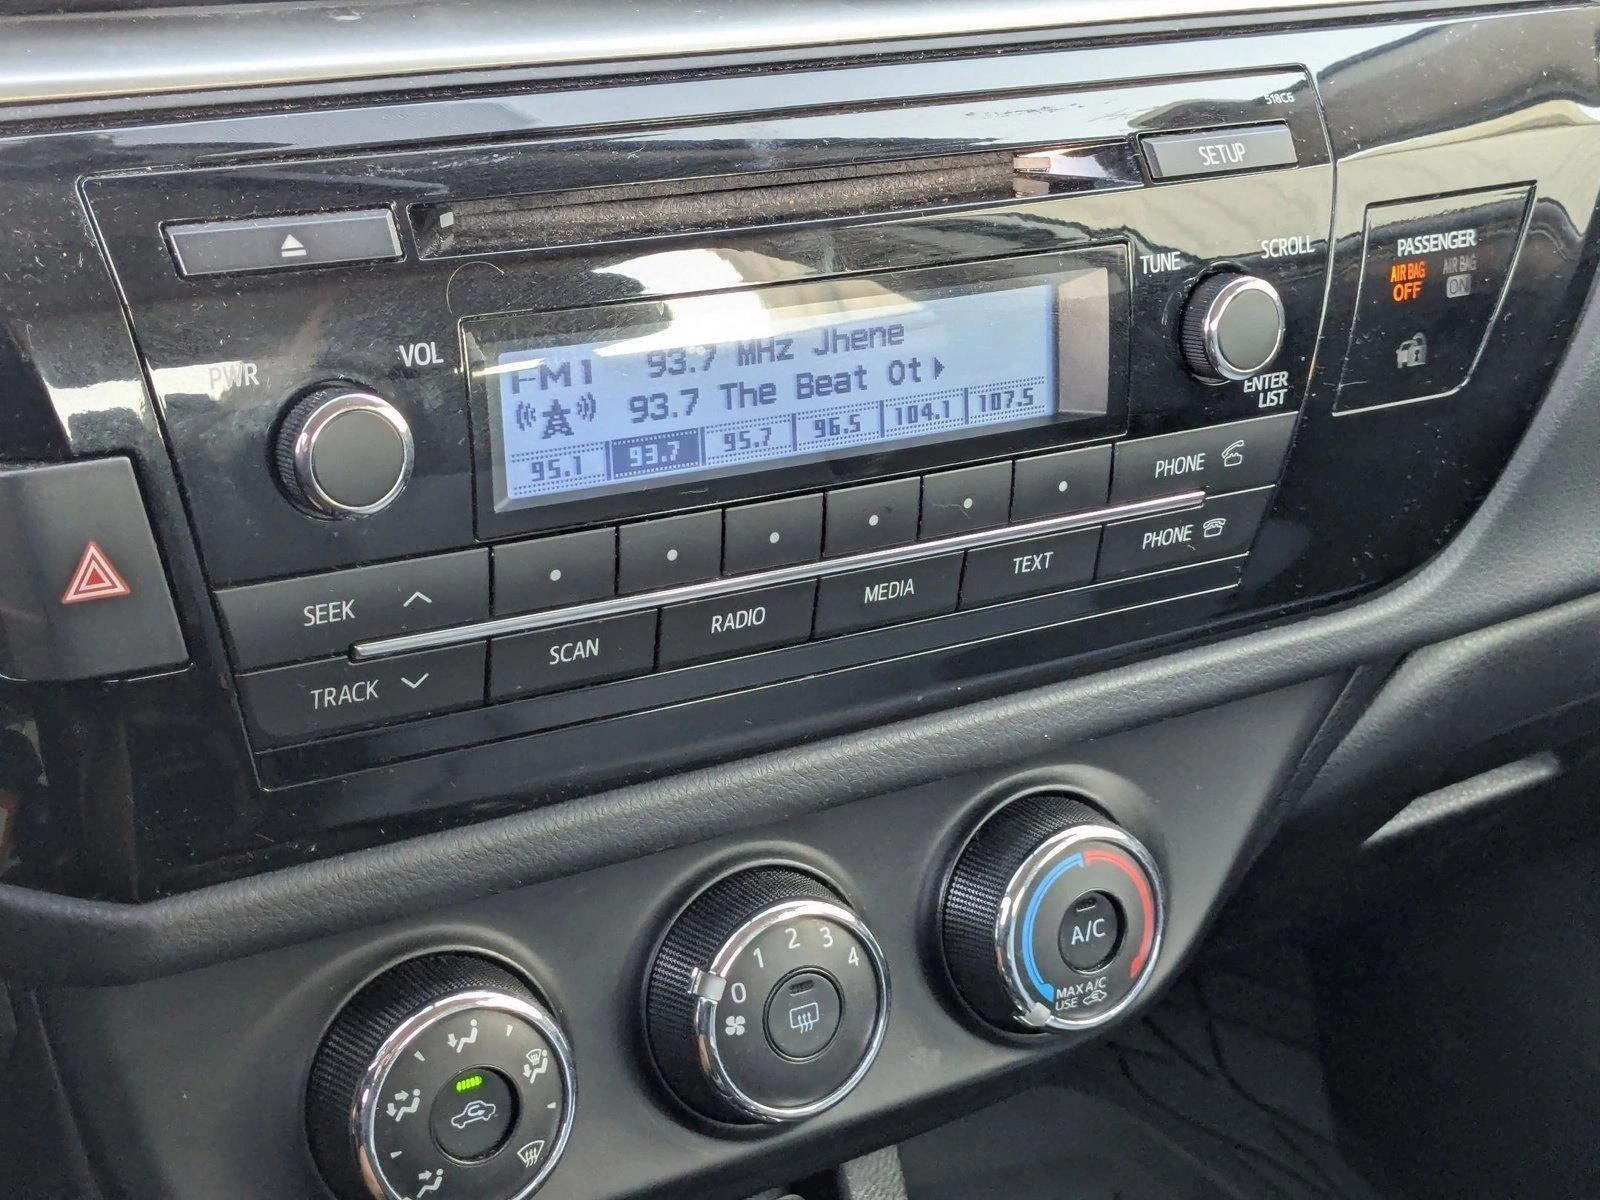 518C6
SETUP
PASSENGER
AIR BAG OFF
AIR BAG ON
TUNE
SCROLL
ENTER
LIST
PWR
VOL
FM1 93.7 MHz Jhene
93.7 The Beat Ot
95.1 93.7 95.7 96.5 104.1 107.5
PHONE
SEEK
TRACK
SCAN
RADIO
MEDIA
TEXT
PHONE
0 1 2 3 4
A/C
MAX A/C
USE